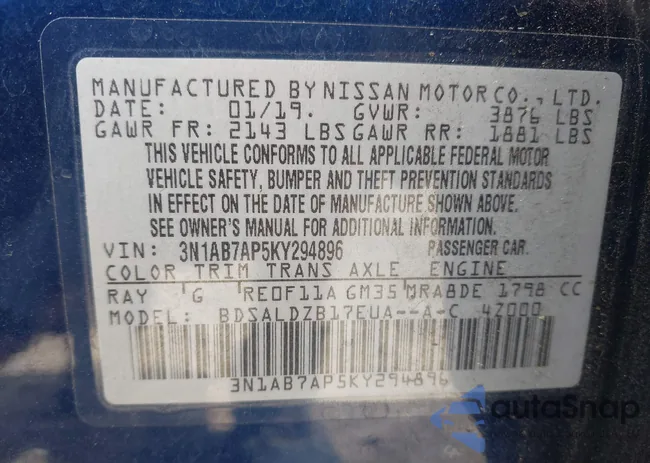 MANUFACTURED BY NISSAN MOTOR CO., LTD.
DATE: 01/19. GVWR: 3876 LBS
GAWR FR: 2143 LBS GAWR RR: 1881 LBS
THIS VEHICLE CONFORMS TO ALL APPLICABLE FEDERAL MOTOR
VEHICLE SAFETY, BUMPER AND THEFT PREVENTION STANDARDS
IN EFFECT ON THE DATE OF MANUFACTURE SHOWN ABOVE.
SEE OWNER'S MANUAL FOR ADDITIONAL INFORMATION.
VIN: 3N1AB7AP5KY294896 PASSENGER CAR.
COLOR TRIM TRANS AXLE ENGINE
RAY G RE0F11A GM35 MRA8DE 1798 CC
MODEL: BDSALDZB17EUA--A-C 4Z000
3N1AB7AP5KY294896
autoSnap